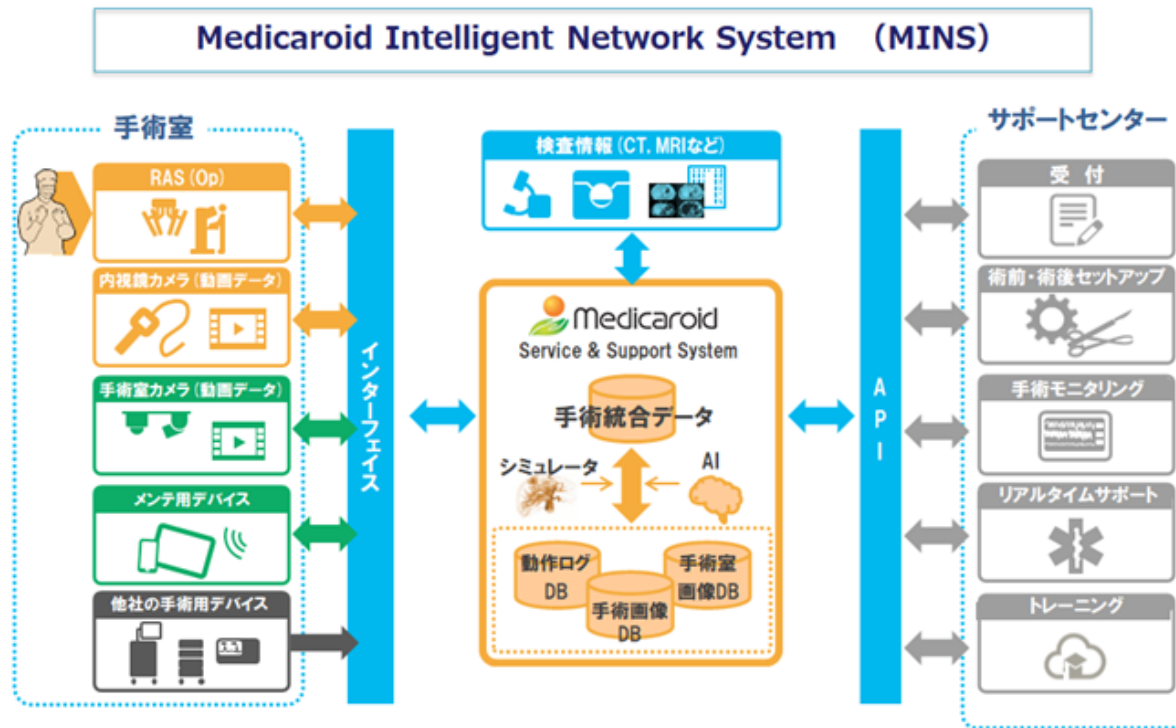 Medicaroid Intelligent Network System （MINS）
手術室
RAS（Op）
内視鏡カメラ（動画データ）
手術室カメラ（動画データ）
メンテ用デバイス
他社の手術用デバイス
インターフェイス
検査情報（CT, MRIなど）
Medicaroid
Service & Support System
手術統合データ
シミュレータ
AI
動作ログ
DB
手術画像
DB
手術室
画像DB
API
サポートセンター
受 付
術前・術後セットアップ
手術モニタリング
リアルタイムサポート
トレーニング